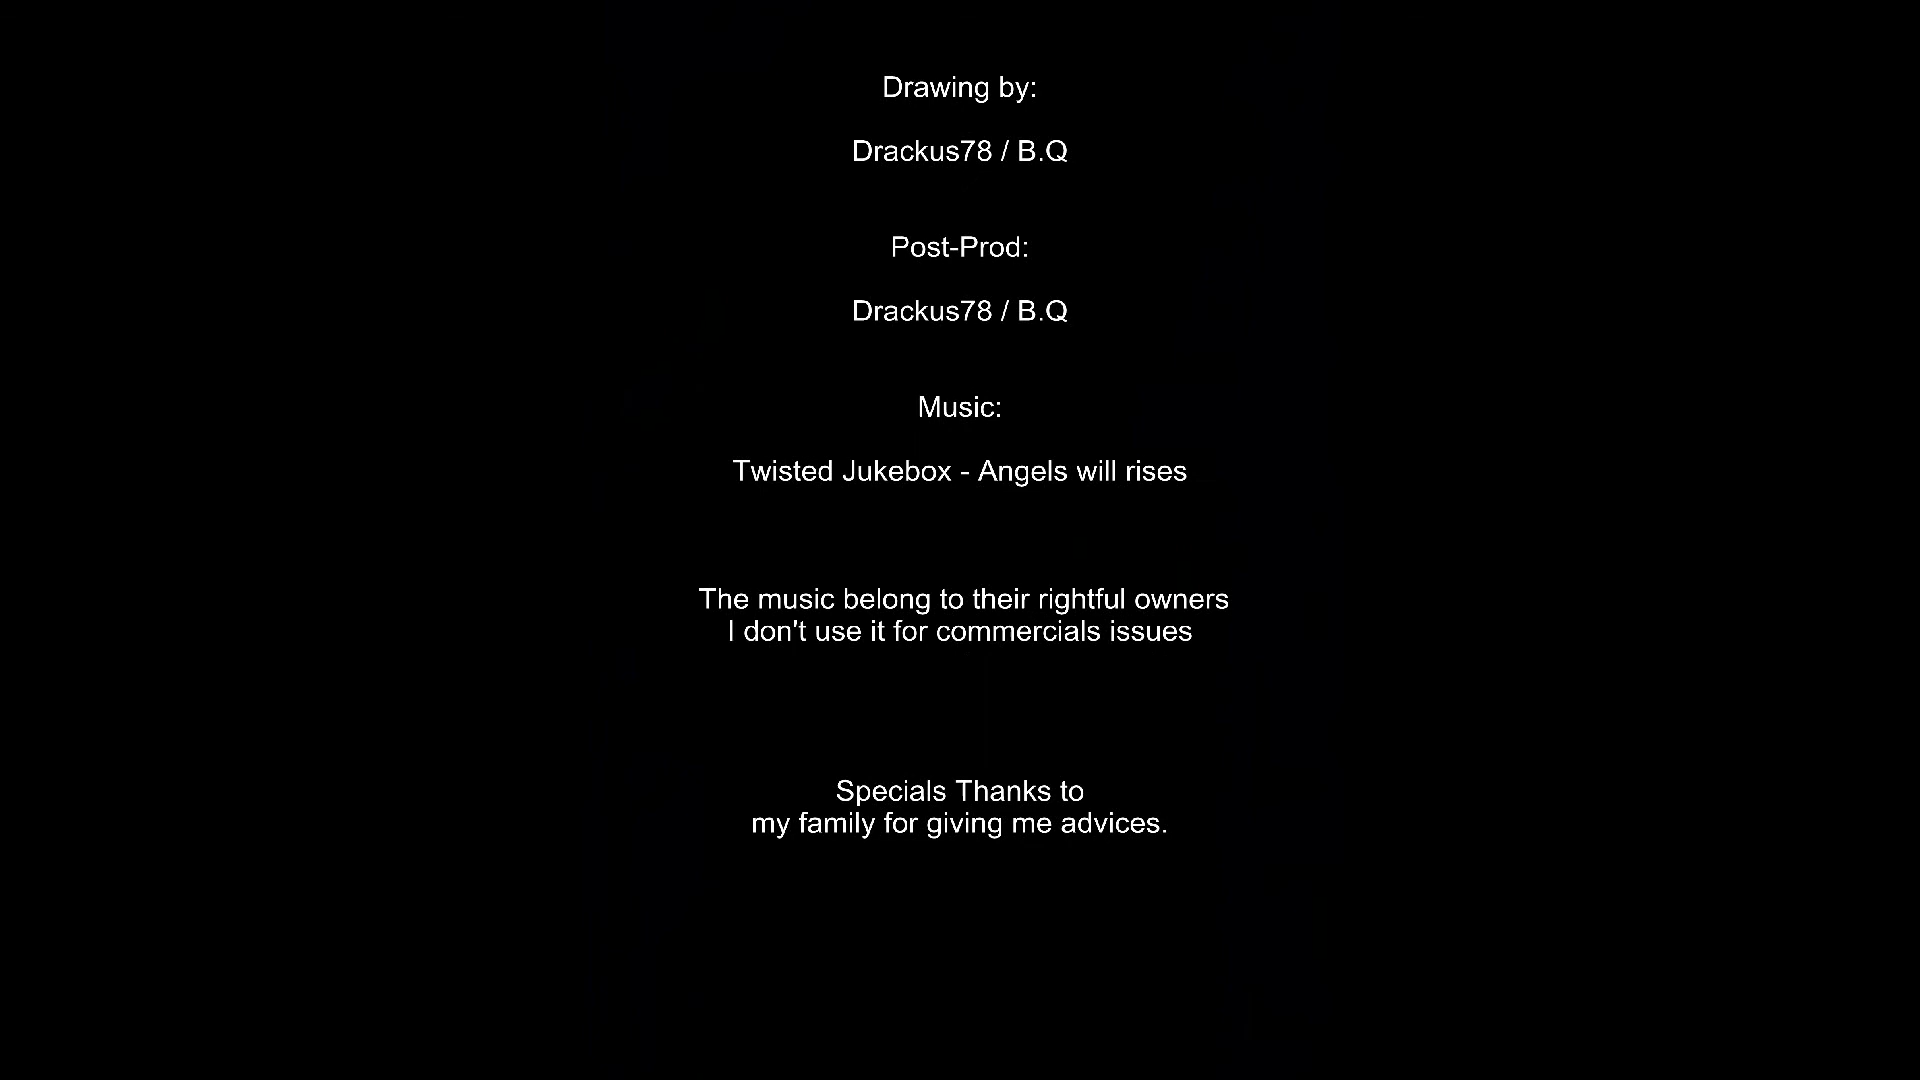 Drawing by:
Drackus78 / B.Q
Post-Prod:
Drackus78 / B.Q
Music:
Twisted Jukebox - Angels will rises
The music belong to their rightful owners
I don't use it for commercials issues
Specials Thanks to
my family for giving me advices.